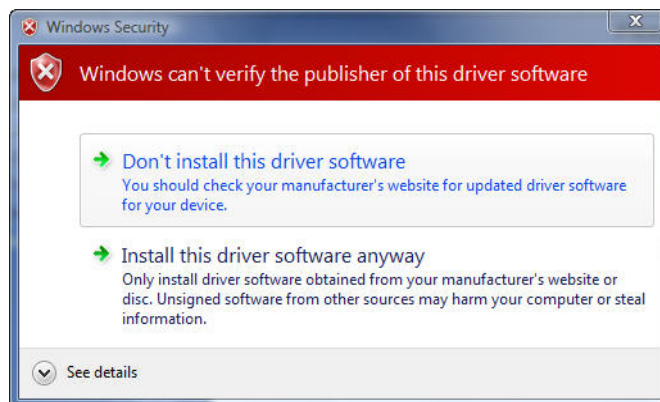 Windows Security
Windows can't verify the publisher of this driver software
Don't install this driver software
You should check your manufacturer's website for updated driver software
for your device.
Install this driver software anyway
Only install driver software obtained from your manufacturer's website or
disc. Unsigned software from other sources may harm your computer or steal
information.
See details